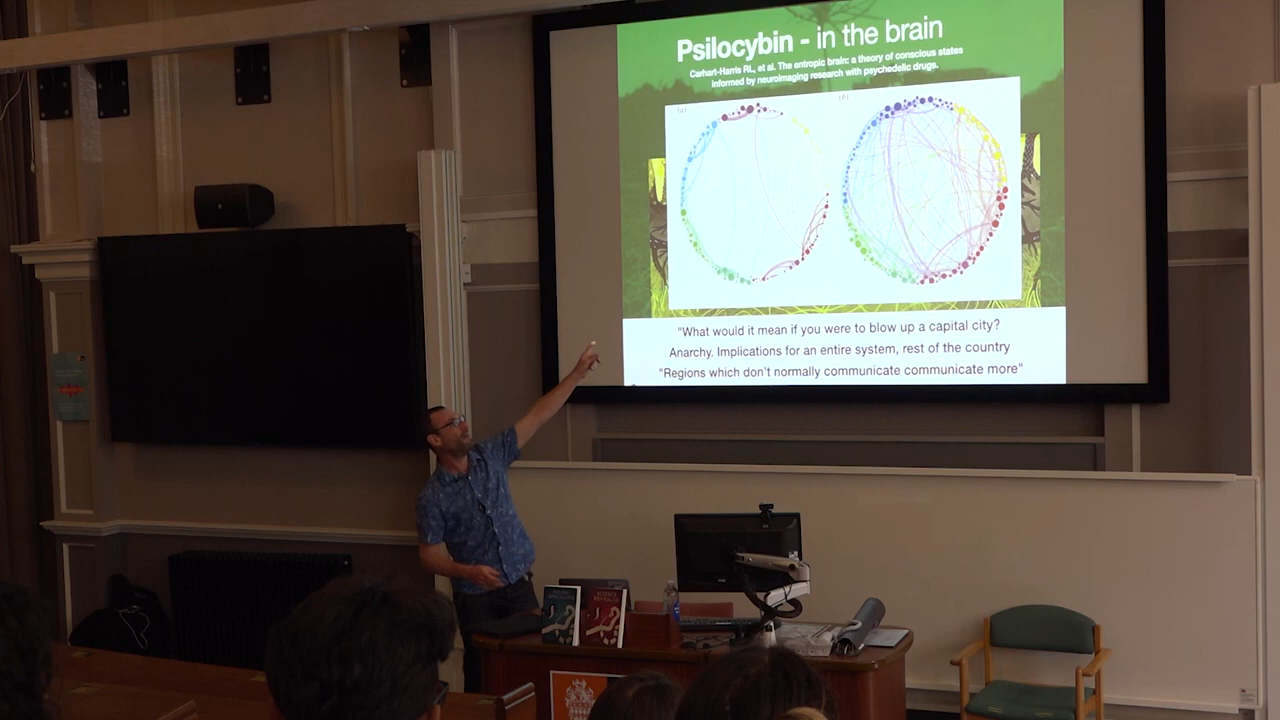 Psilocybin - in the brain
Carhart-Harris RL, et al. The entropic brain: a theory of conscious states
informed by neuroimaging research with psychedelic drugs.
(a)
(b)
"What would it mean if you were to blow up a capital city?
Anarchy. Implications for an entire system, rest of the country
"Regions which don't normally communicate communicate more"